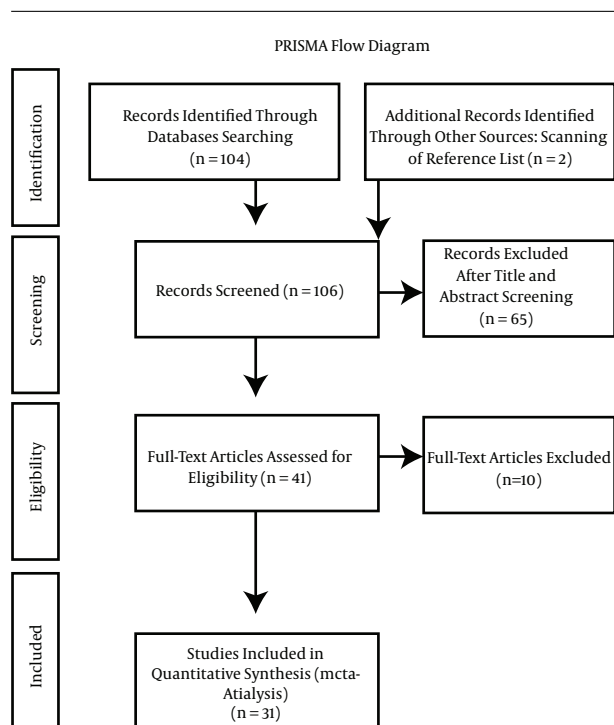 PRISMA Flow Diagram
Identification
Records Identified Through
Databases Searching
(n = 104)
Additional Records Identified
Through Other Sources: Scanning
of Reference List (n = 2)
Screening
Records Screened (n = 106)
Records Excluded
After Title and
Abstract Screening
(n = 65)
Eligibility
Full-Text Articles Assessed for
Eligibility (n = 41)
Full-Text Articles Excluded
(n=10)
Included
Studies Included in
Quantitative Synthesis (mcta-
Atialysis)
(n = 31)